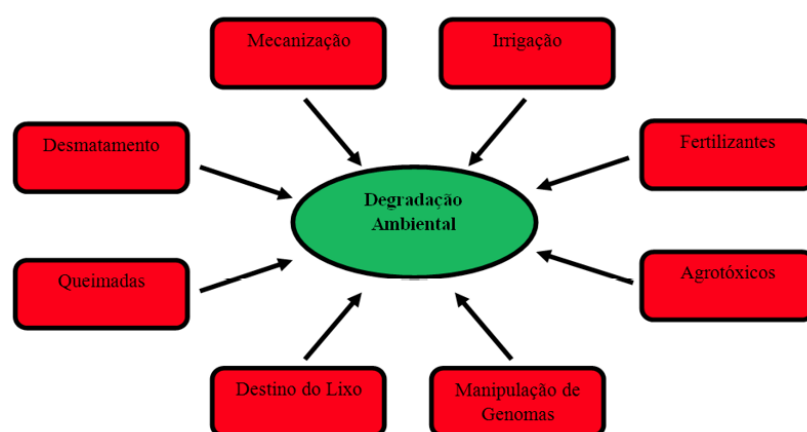 Mecanização
Irrigação
Desmatamento
Fertilizantes
Degradação
Ambiental
Queimadas
Agrotóxicos
Destino do Lixo
Manipulação de
Genomas